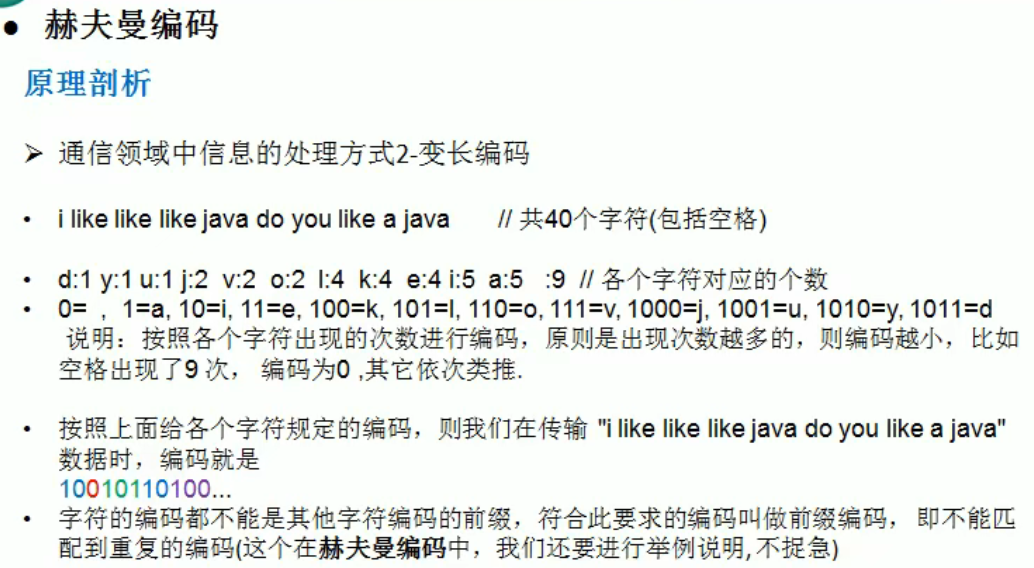 ● 赫夫曼编码
原理剖析
➢ 通信领域中信息的处理方式2-变长编码
• i like like like java do you like a java // 共40个字符(包括空格)
• d:1 y:1 u:1 j:2 v:2 o:2 l:4 k:4 e:4 i:5 a:5 :9 // 各个字符对应的个数
• 0= , 1=a, 10=i, 11=e, 100=k, 101=l, 110=o, 111=v, 1000=j, 1001=u, 1010=y, 1011=d
说明：按照各个字符出现的次数进行编码，原则是出现次数越多的，则编码越小，比如
空格出现了9 次， 编码为0 ,其它依次类推.
• 按照上面给各个字符规定的编码，则我们在传输 "i like like like java do you like a java"
数据时，编码就是
10010110100...
• 字符的编码都不能是其他字符编码的前缀，符合此要求的编码叫做前缀编码， 即不能匹
配到重复的编码(这个在赫夫曼编码中，我们还要进行举例说明,不捉急)